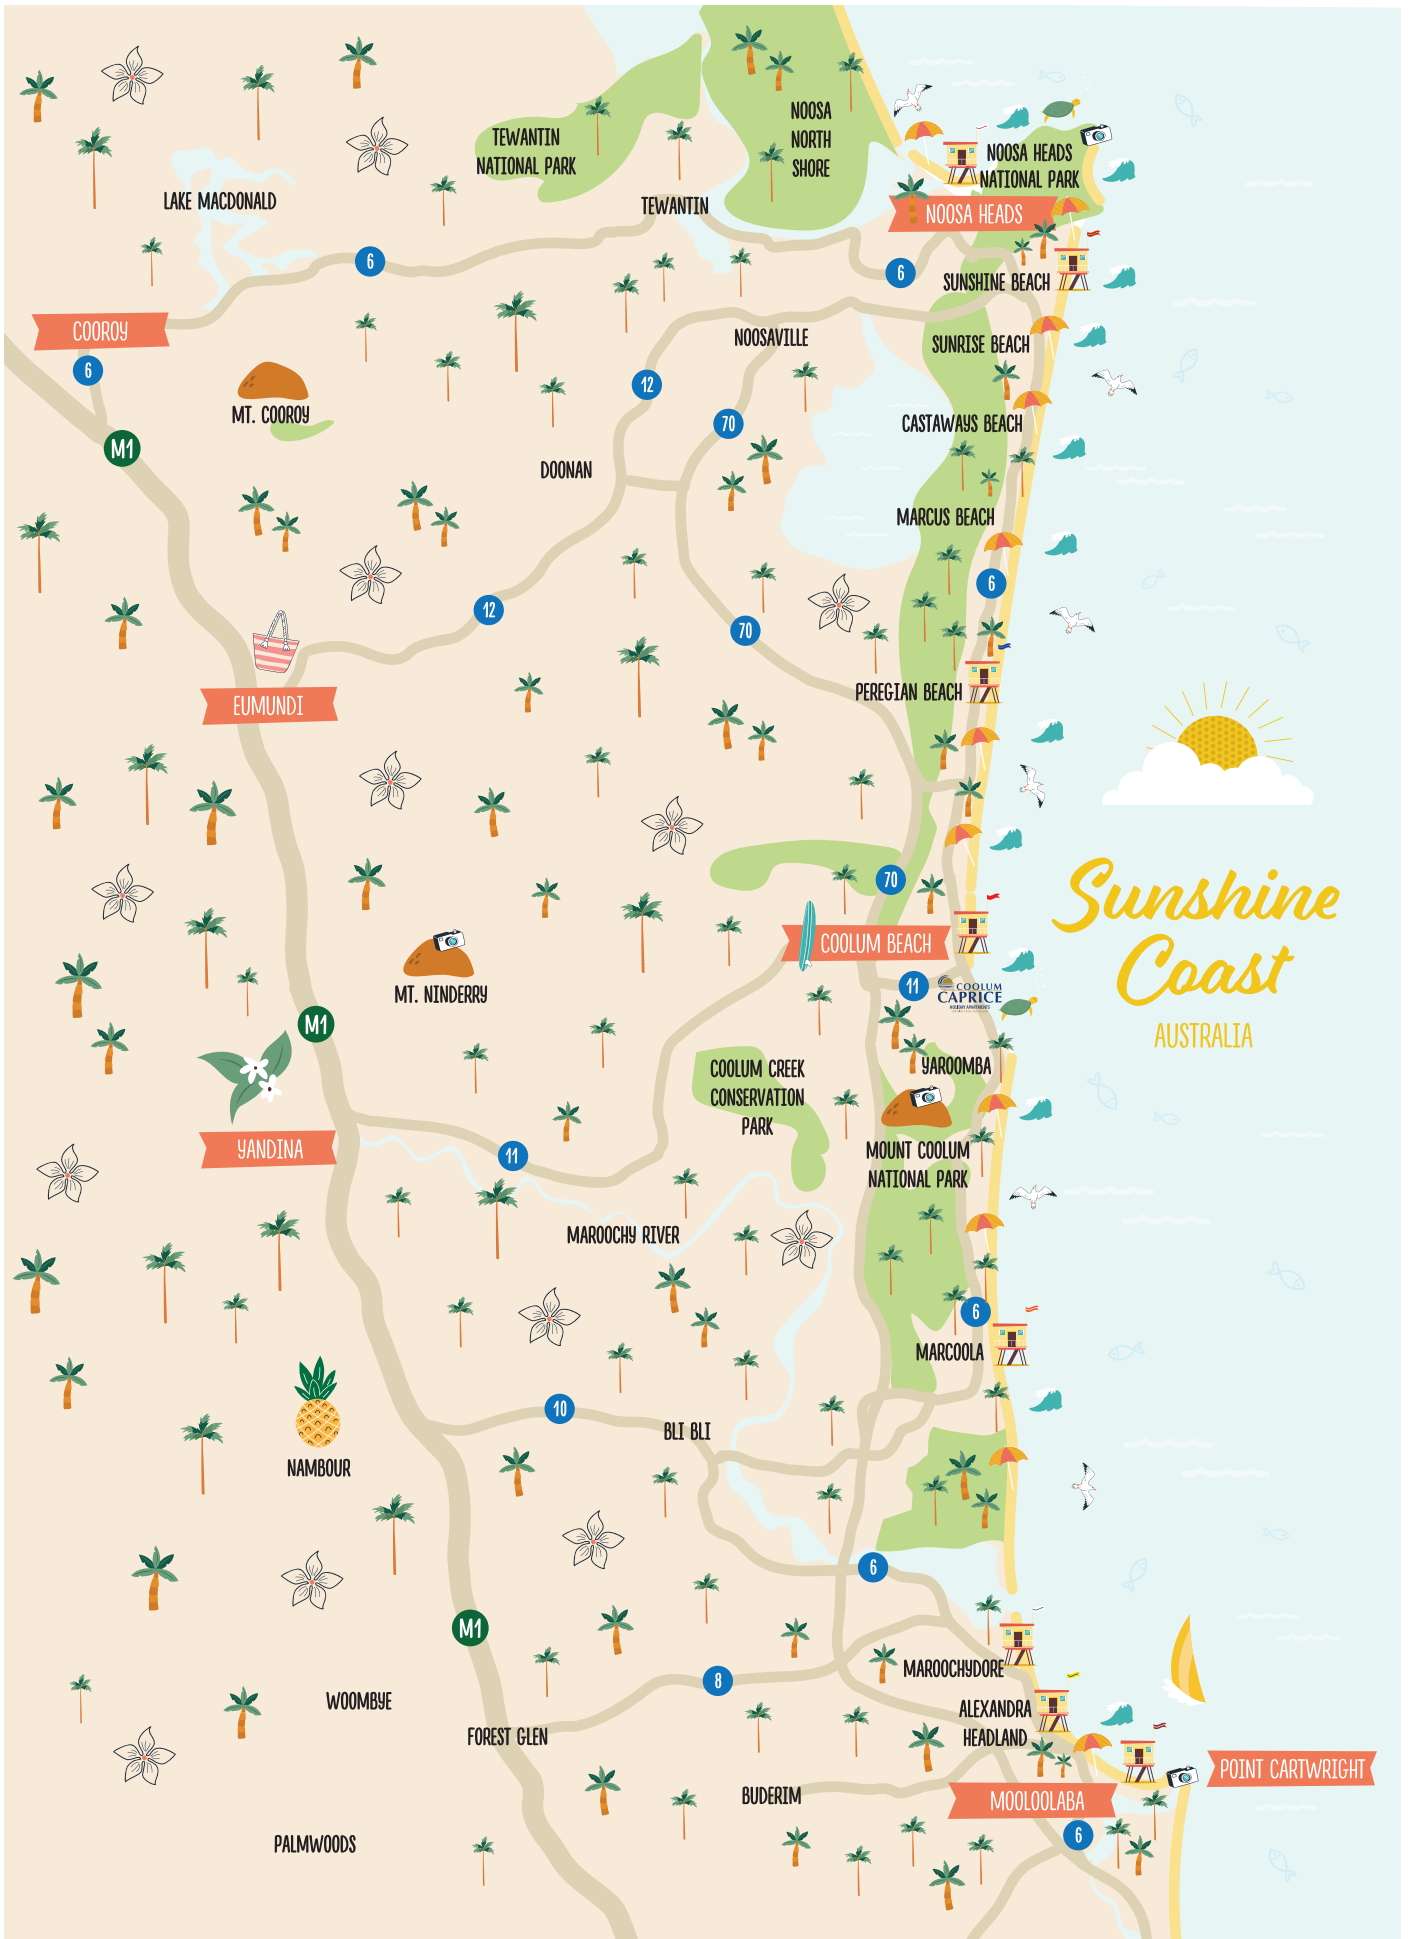 NOOSA
NORTH
SHORE
TEWANTIN
NATIONAL PARK
NOOSA HEADS
NATIONAL PARK
LAKE MACDONALD
TEWANTIN
NOOSA HEADS
6
6
SUNSHINE BEACH
COOROY
NOOSAVILLE
SUNRISE BEACH
6
12
MT. COOROY
70
CASTAWAYS BEACH
M1
DOONAN
MARCUS BEACH
6
12
70
PEREGIAN BEACH
EUMUNDI
70
Sunshine
Coast
AUSTRALIA
COOLUM BEACH
MT. NINDERRY
11
COOLUM
CAPRICE
HOLIDAY APARTMENTS
M1
YAROOMBA
COOLUM CREEK
CONSERVATION
PARK
YANDINA
11
MOUNT COOLUM
NATIONAL PARK
MAROOCHY RIVER
6
MARCOOLA
10
BLI BLI
NAMBOUR
6
M1
MAROOCHYDORE
8
WOOMBYE
ALEXANDRA
HEADLAND
FOREST GLEN
POINT CARTWRIGHT
BUDERIM
MOOLOOLABA
6
PALMWOODS